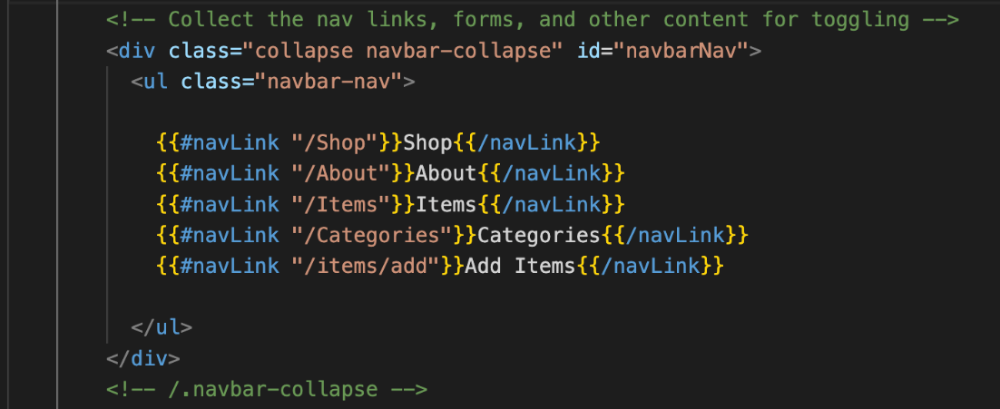 <!-- Collect the nav links, forms, and other content for toggling -->
<div class="collapse navbar-collapse" id="navbarNav">
<ul class="navbar-nav">
{{#navLink "/Shop"}}Shop{{/navLink}}
{{#navLink "/About"}}About{{/navLink}}
{{#navLink "/Items"}}Items{{/navLink}}
{{#navLink "/Categories"}}Categories{{/navLink}}
{{#navLink "/items/add"}}Add Items{{/navLink}}
</ul>
</div>
<!-- /.navbar-collapse -->